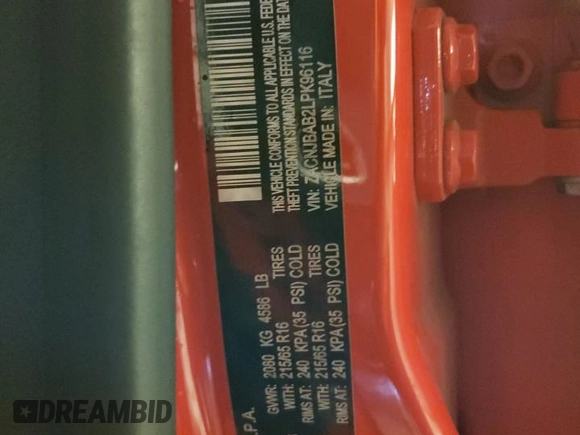 .P.A.
GVWR: 2080 KG 4586 LB
WITH: 215/65 R16 TIRES
RIMS AT: 240 KPA (35 PSI) COLD
WITH: 215/65 R16 TIRES
RIMS AT: 240 KPA (35 PSI) COLD
THIS VEHICLE CONFORMS TO ALL APPLICABLE U.S. FEDE
THEFT PREVENTION STANDARDS IN EFFECT ON THE DATE
VIN: ZACNJBAB2LPK96116
VEHICLE MADE IN: ITALY
DREAMBID